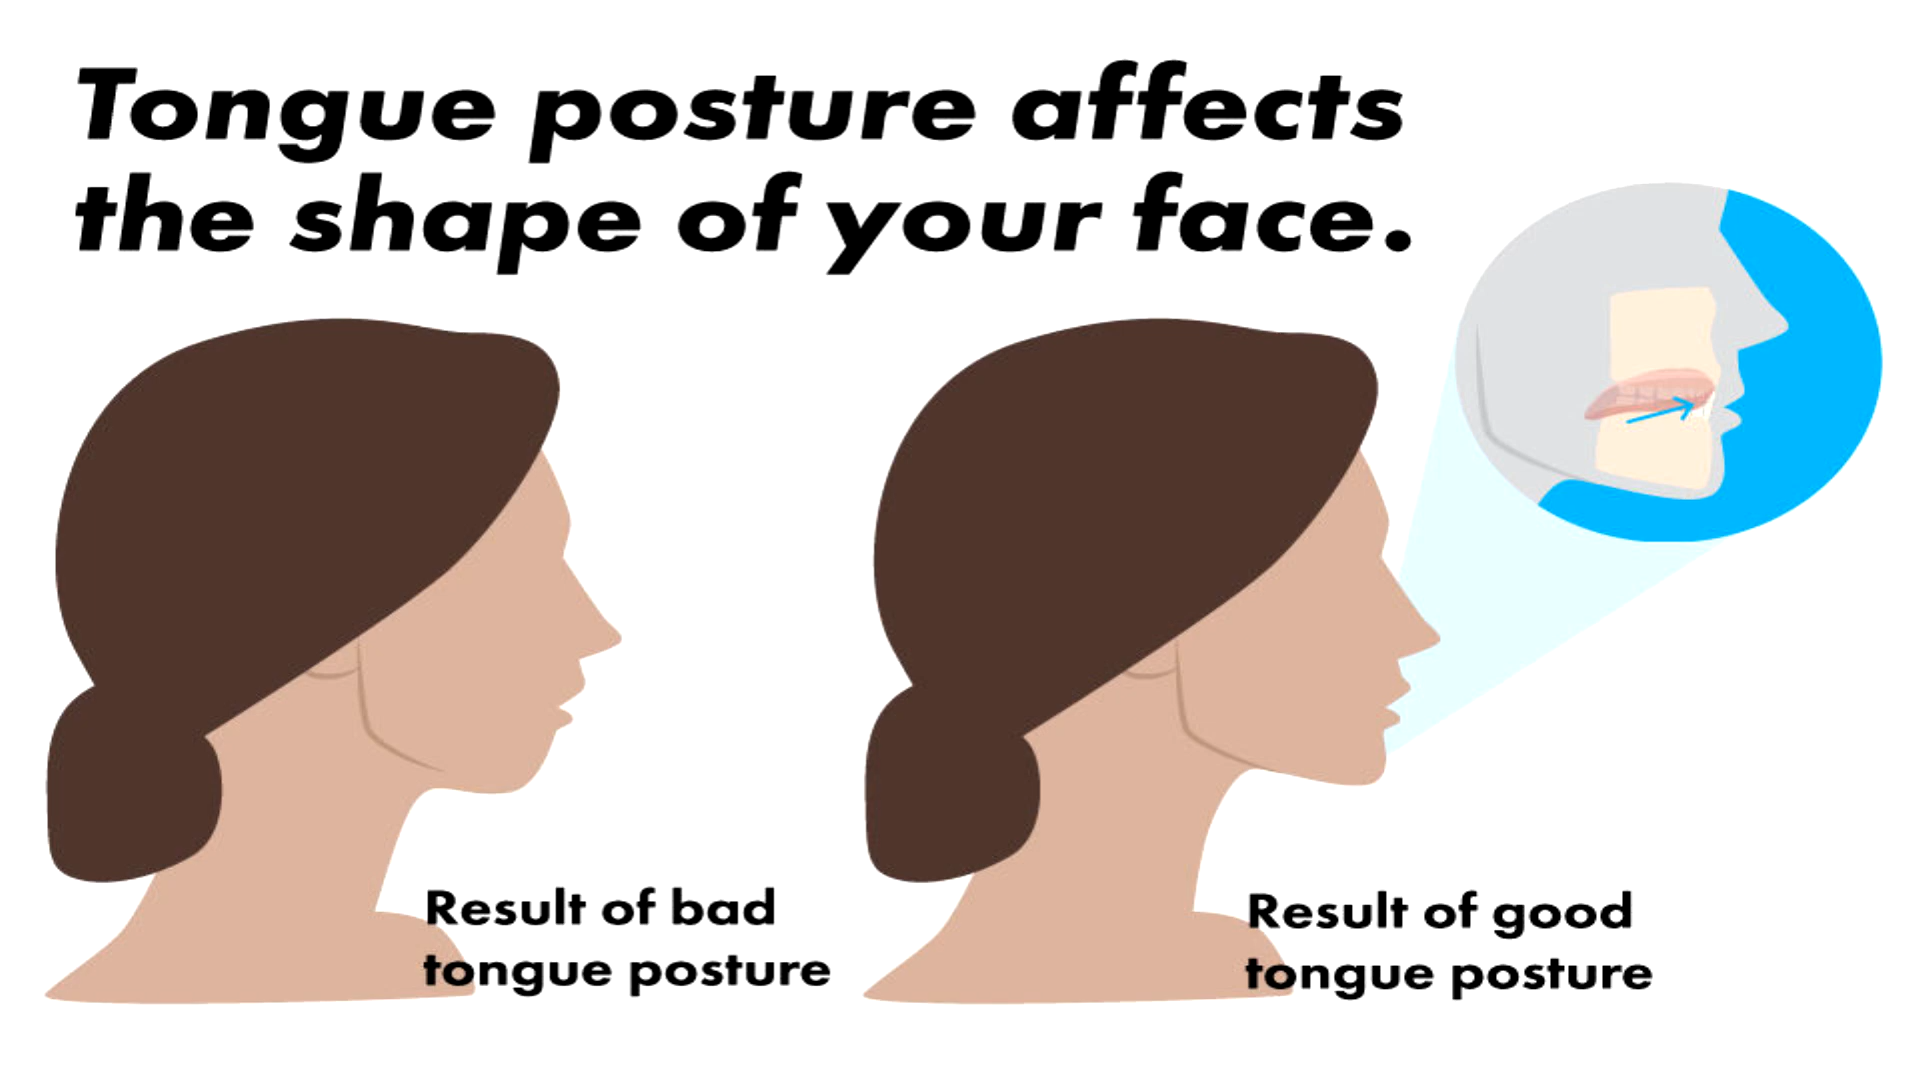 Tongue posture affects
the shape of your face.
Result of bad
tongue posture
Result of good
tongue posture